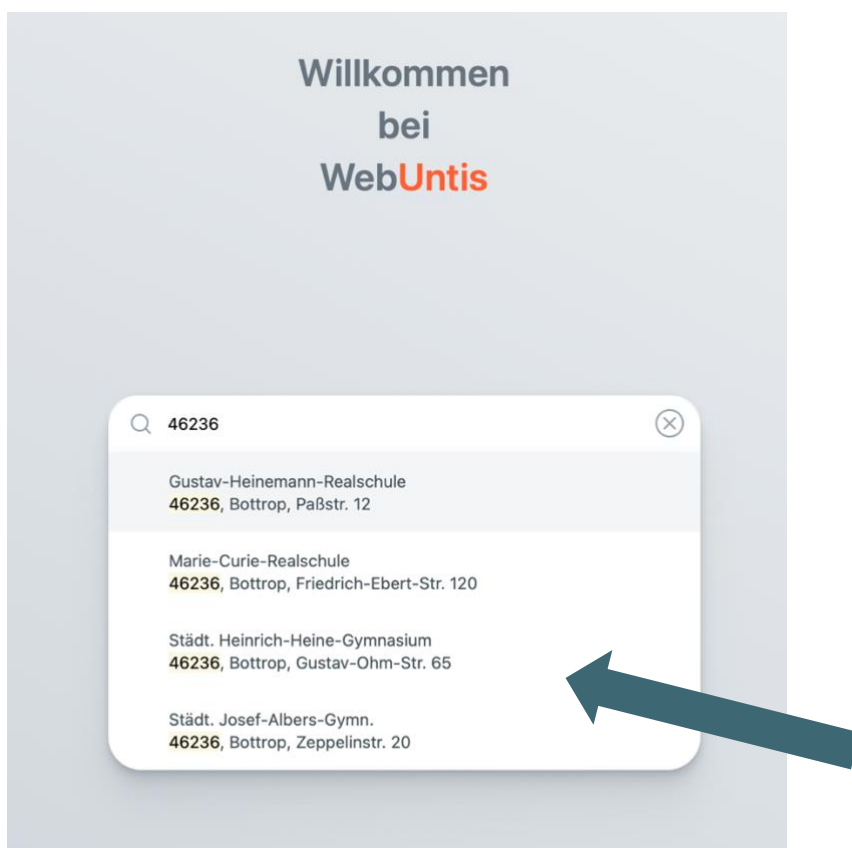 Willkommen
bei
WebUntis
46236
Gustav-Heinemann-Realschule
46236, Bottrop, Paßstr. 12
Marie-Curie-Realschule
46236, Bottrop, Friedrich-Ebert-Str. 120
Städt. Heinrich-Heine-Gymnasium
46236, Bottrop, Gustav-Ohm-Str. 65
Städt. Josef-Albers-Gymn.
46236, Bottrop, Zeppelinstr. 20